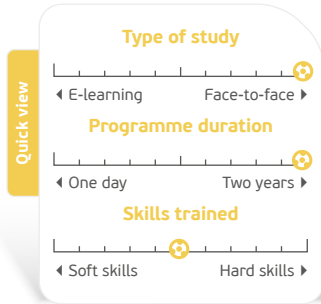 Quick view
Type of study
E-learning Face-to-face
Programme duration
One day Two years
Skills trained
Soft skills Hard skills